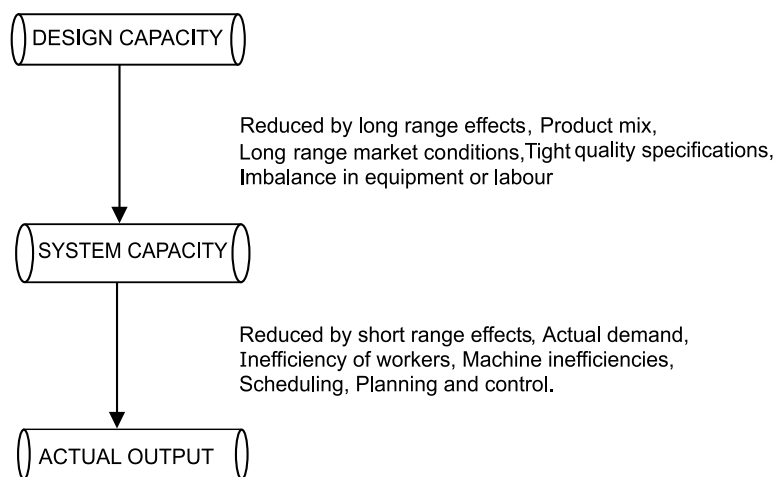 DESIGN CAPACITY
Reduced by long range effects, Product mix,
Long range market conditions,Tight quality specifications,
Imbalance in equipment or labour
SYSTEM CAPACITY
Reduced by short range effects, Actual demand,
Inefficiency of workers, Machine inefficiencies,
Scheduling, Planning and control.
ACTUAL OUTPUT